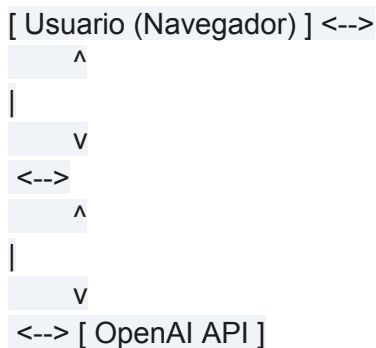 [ Usuario (Navegador) ] <-->
^
|
v
<-->
^
|
v
<--> [ OpenAI API ]